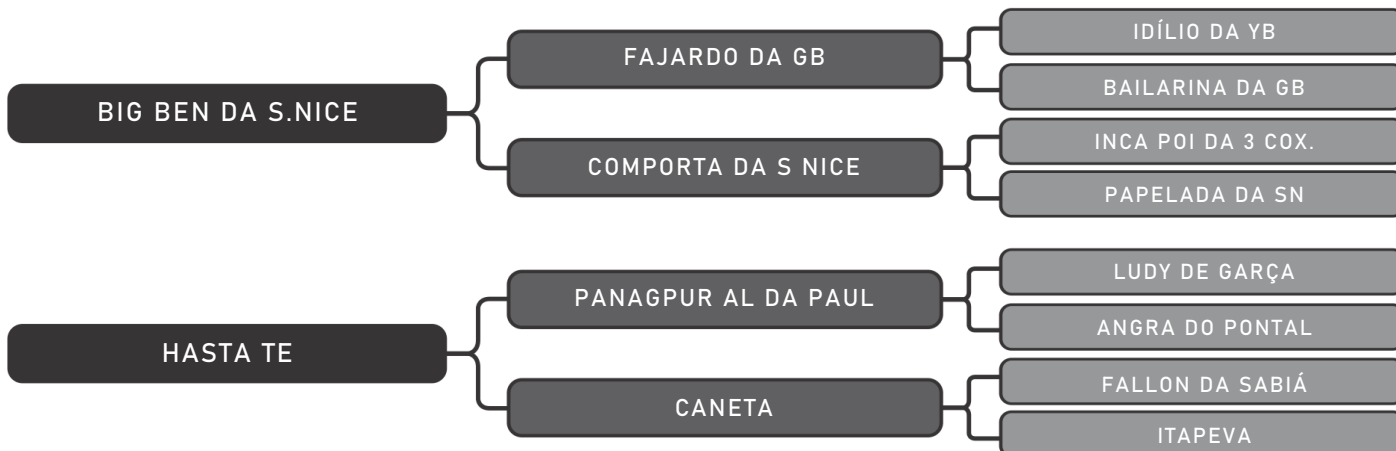 BIG BEN DA S.NICE
FAJARDO DA GB
IDÍLIO DA YB
BAILARINA DA GB
COMPORTA DA S NICE
INCA POI DA 3 COX.
PAPELADA DA SN
HASTA TE
PANAGPUR AL DA PAUL
LUDY DE GARÇA
ANGRA DO PONTAL
CANETA
FALLON DA SABIÁ
ITAPEVA